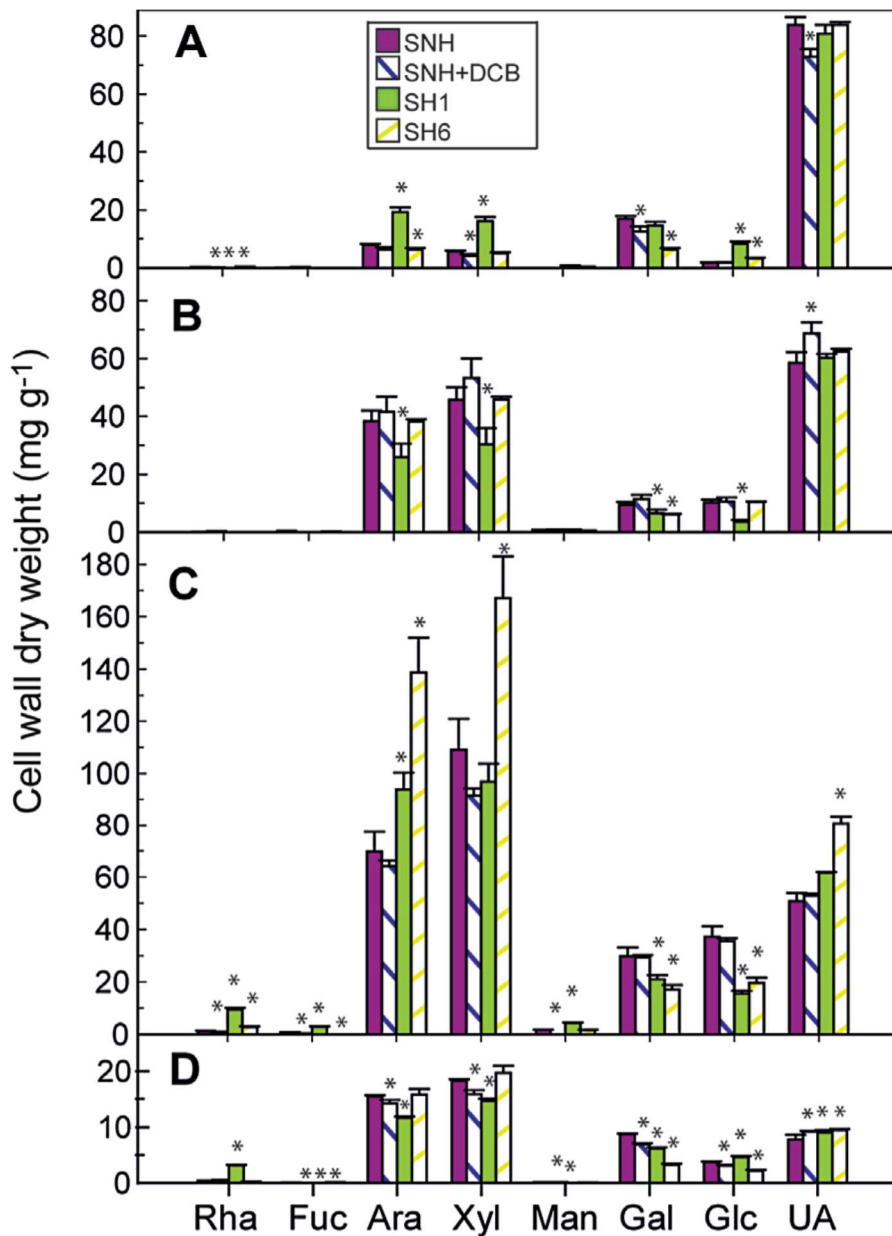 A
SNH
SNH+DCB
SH1
SH6
80
60
40
20
0
* * * * * * * * * * * *
B
80
60
40
20
0
* * * * * *
C
180
160
140
120
100
80
60
40
20
0
* * * * * * * * * * * * * * * *
D
20
10
0
* * * * * * * * * * * * * * * * * *
Cell wall dry weight (mg g-1)
Rha Fuc Ara Xyl Man Gal Glc UA